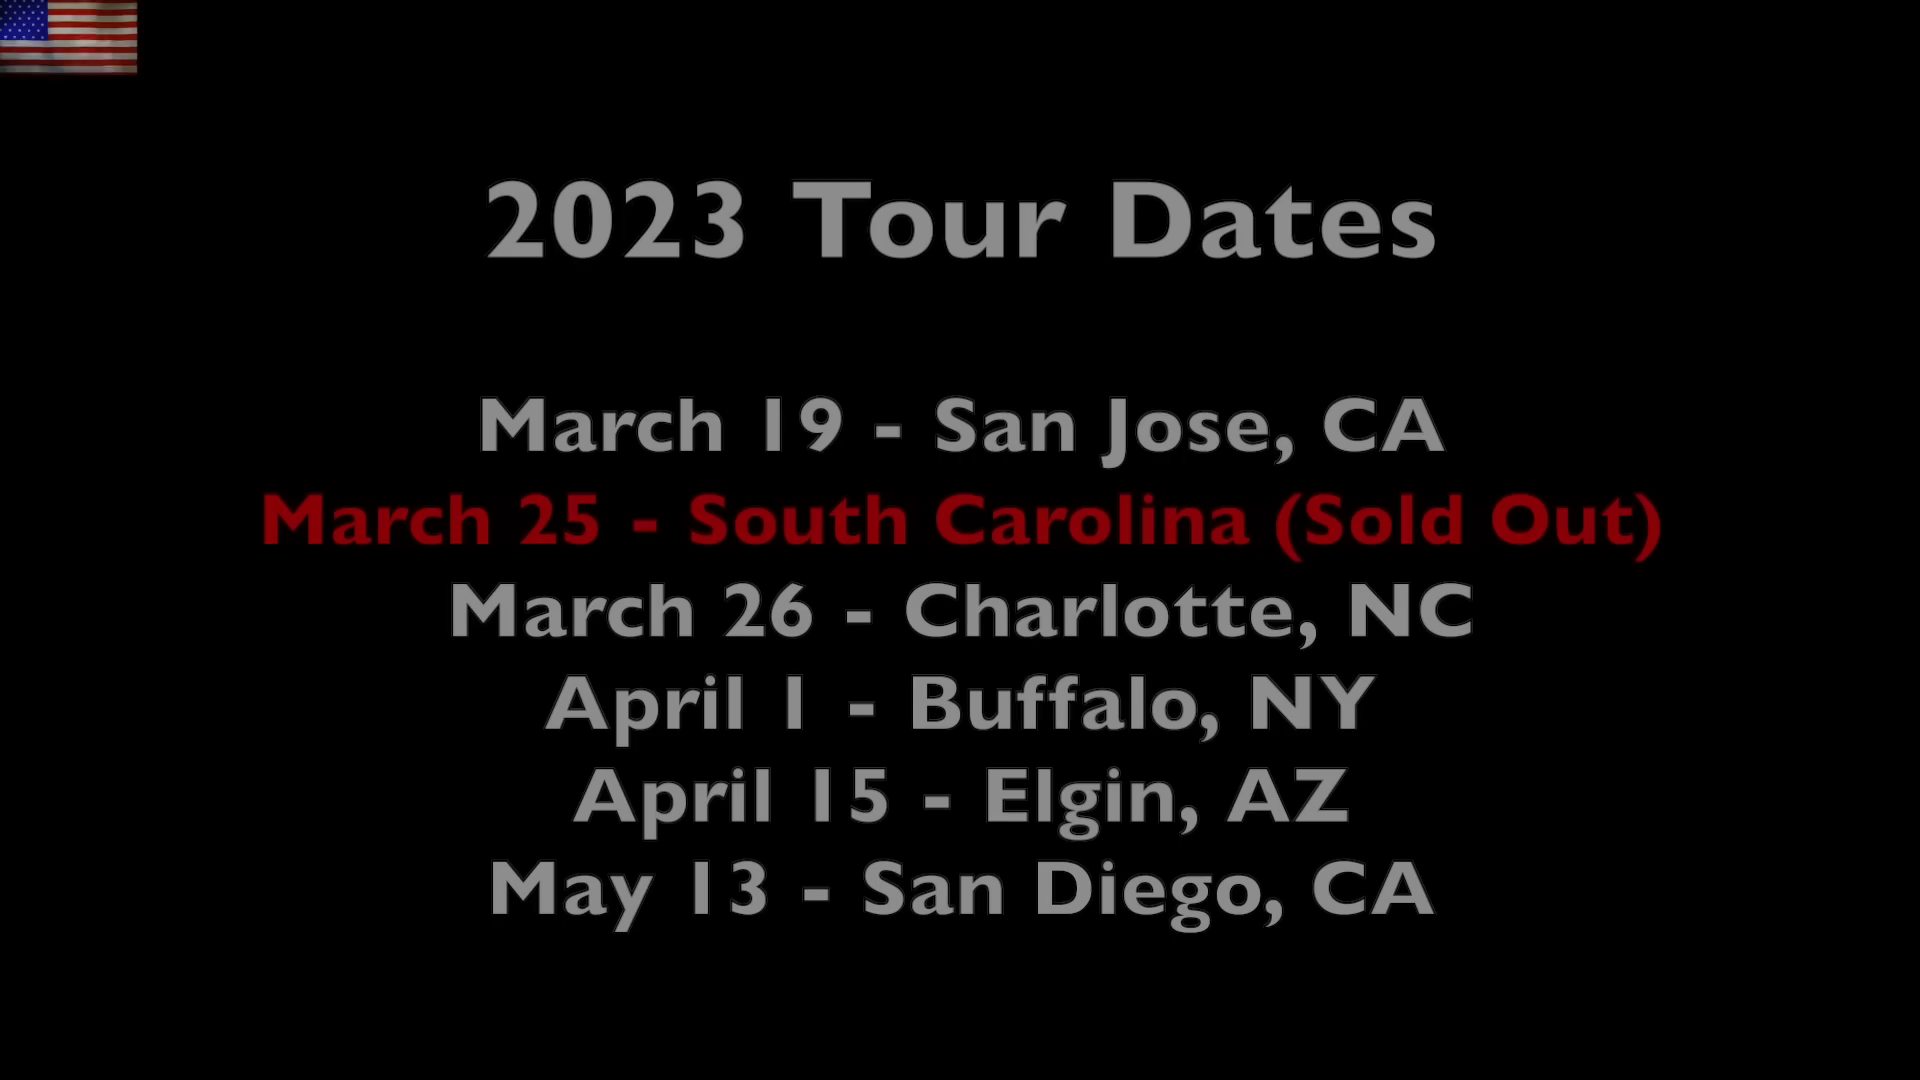 2023 Tour Dates
March 19 - San Jose, CA
March 25 - South Carolina (Sold Out)
March 26 - Charlotte, NC
April 1 - Buffalo, NY
April 15 - Elgin, AZ
May 13 - San Diego, CA